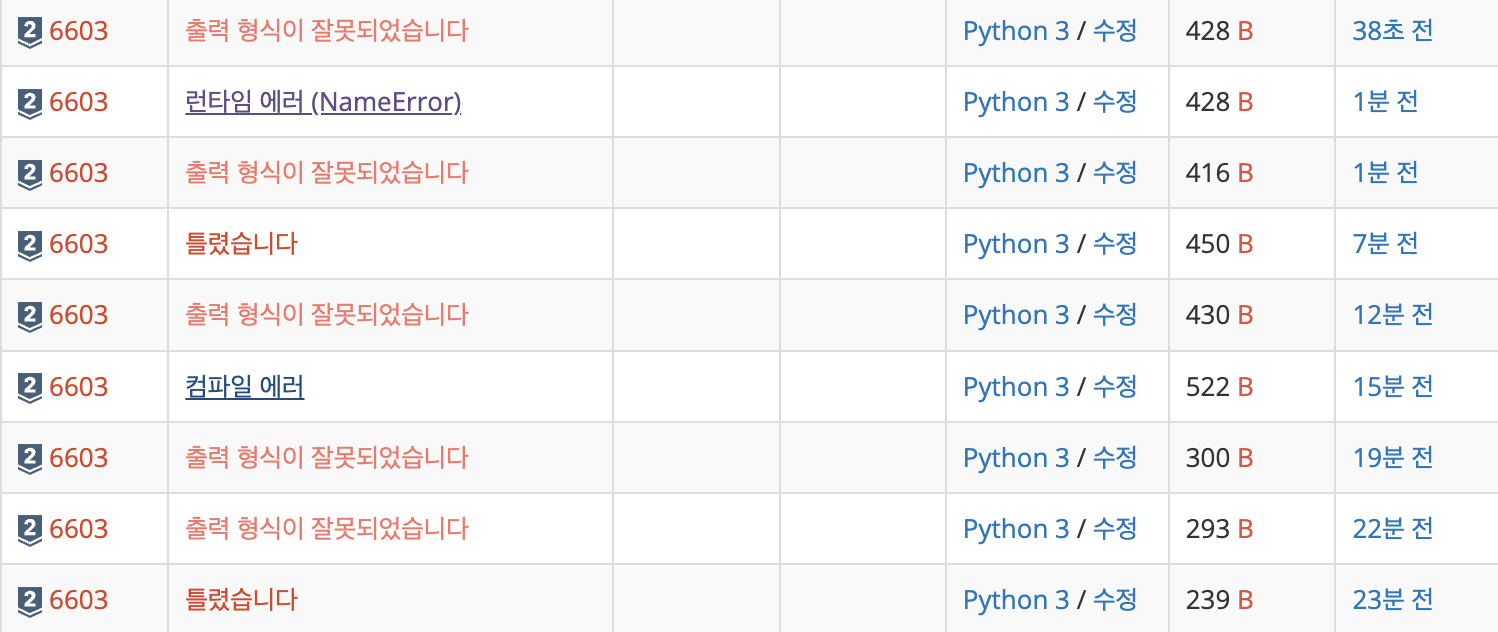 2 6603 출력 형식이 잘못되었습니다 Python 3 / 수정 428 B 38초 전
2 6603 런타임 에러 (NameError) Python 3 / 수정 428 B 1분 전
2 6603 출력 형식이 잘못되었습니다 Python 3 / 수정 416 B 1분 전
2 6603 틀렸습니다 Python 3 / 수정 450 B 7분 전
2 6603 출력 형식이 잘못되었습니다 Python 3 / 수정 430 B 12분 전
2 6603 컴파일 에러 Python 3 / 수정 522 B 15분 전
2 6603 출력 형식이 잘못되었습니다 Python 3 / 수정 300 B 19분 전
2 6603 출력 형식이 잘못되었습니다 Python 3 / 수정 293 B 22분 전
2 6603 틀렸습니다 Python 3 / 수정 239 B 23분 전